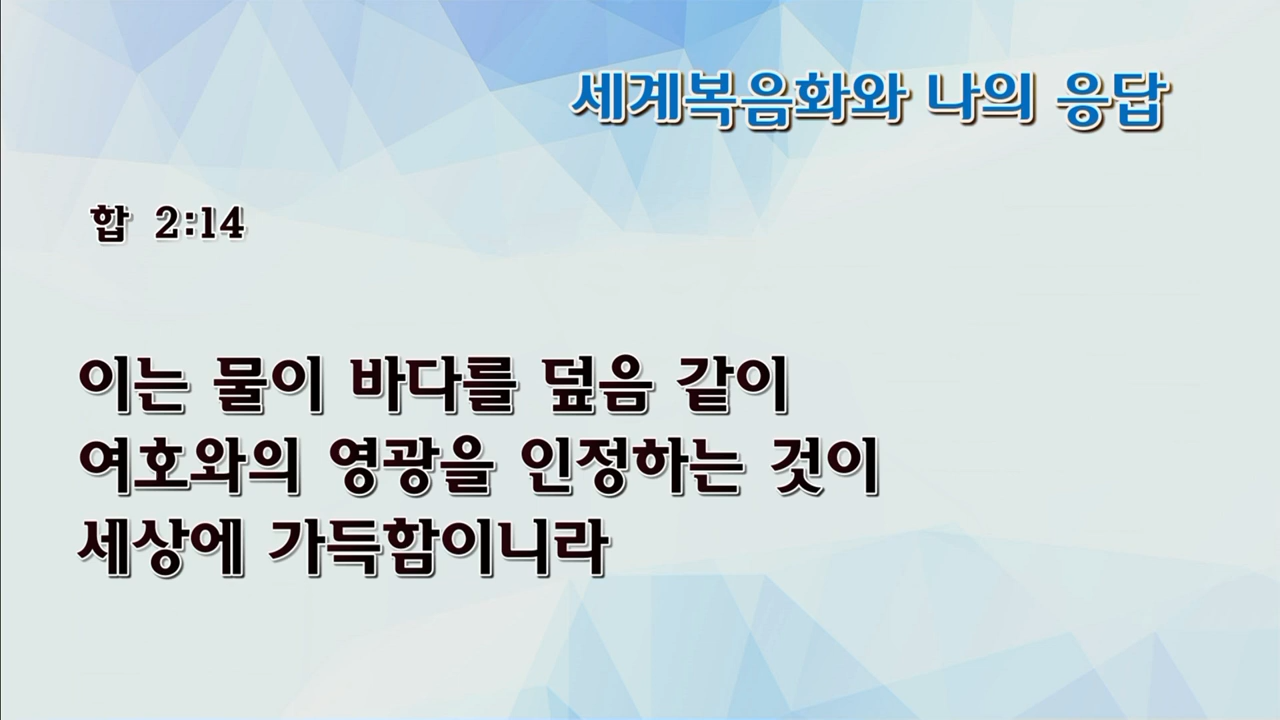 세계복음화와 나의 응답
합 2:14
이는 물이 바다를 덮음 같이
여호와의 영광을 인정하는 것이
세상에 가득함이니라